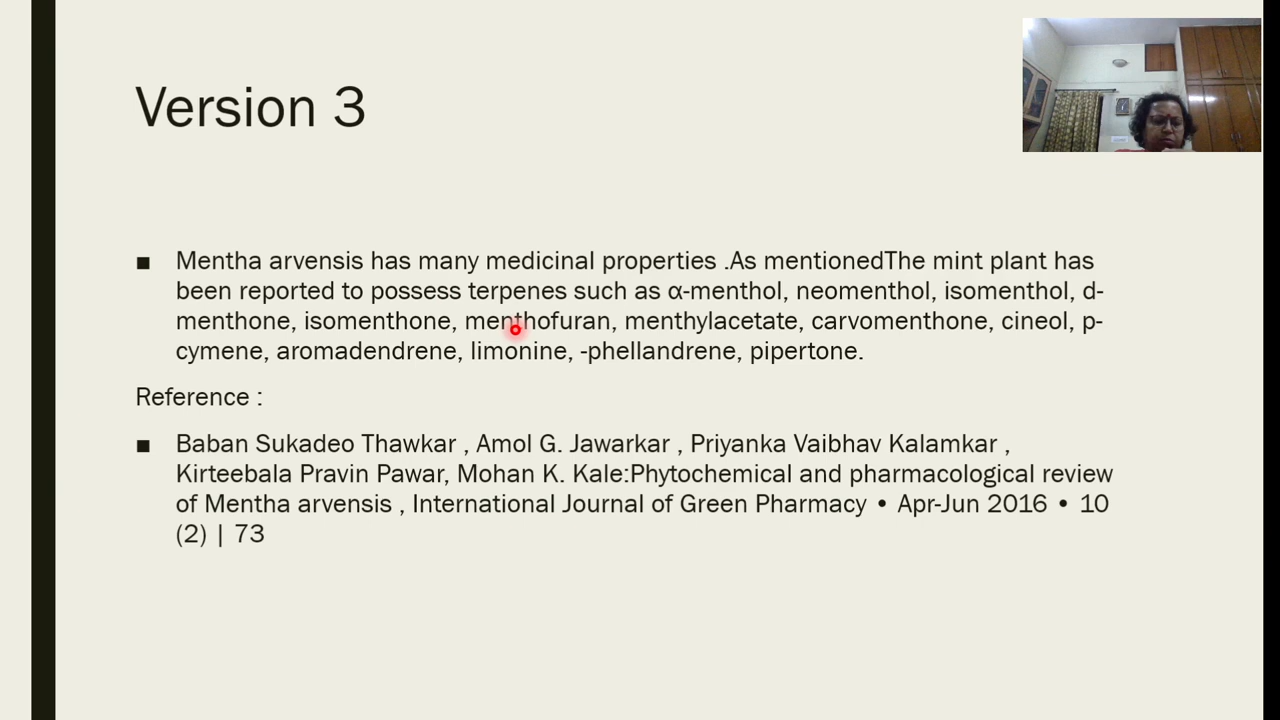 Version 3
■ Mentha arvensis has many medicinal properties .As mentionedThe mint plant has
been reported to possess terpenes such as α-menthol, neomenthol, isomenthol, d-
menthone, isomenthone, menthofuran, menthylacetate, carvomenthone, cineol, p-
cymene, aromadendrene, limonine, -phellandrene, pipertone.
Reference :
■ Baban Sukadeo Thawkar , Amol G. Jawarkar , Priyanka Vaibhav Kalamkar ,
Kirteebala Pravin Pawar, Mohan K. Kale:Phytochemical and pharmacological review
of Mentha arvensis , International Journal of Green Pharmacy • Apr-Jun 2016 • 10
(2) | 73